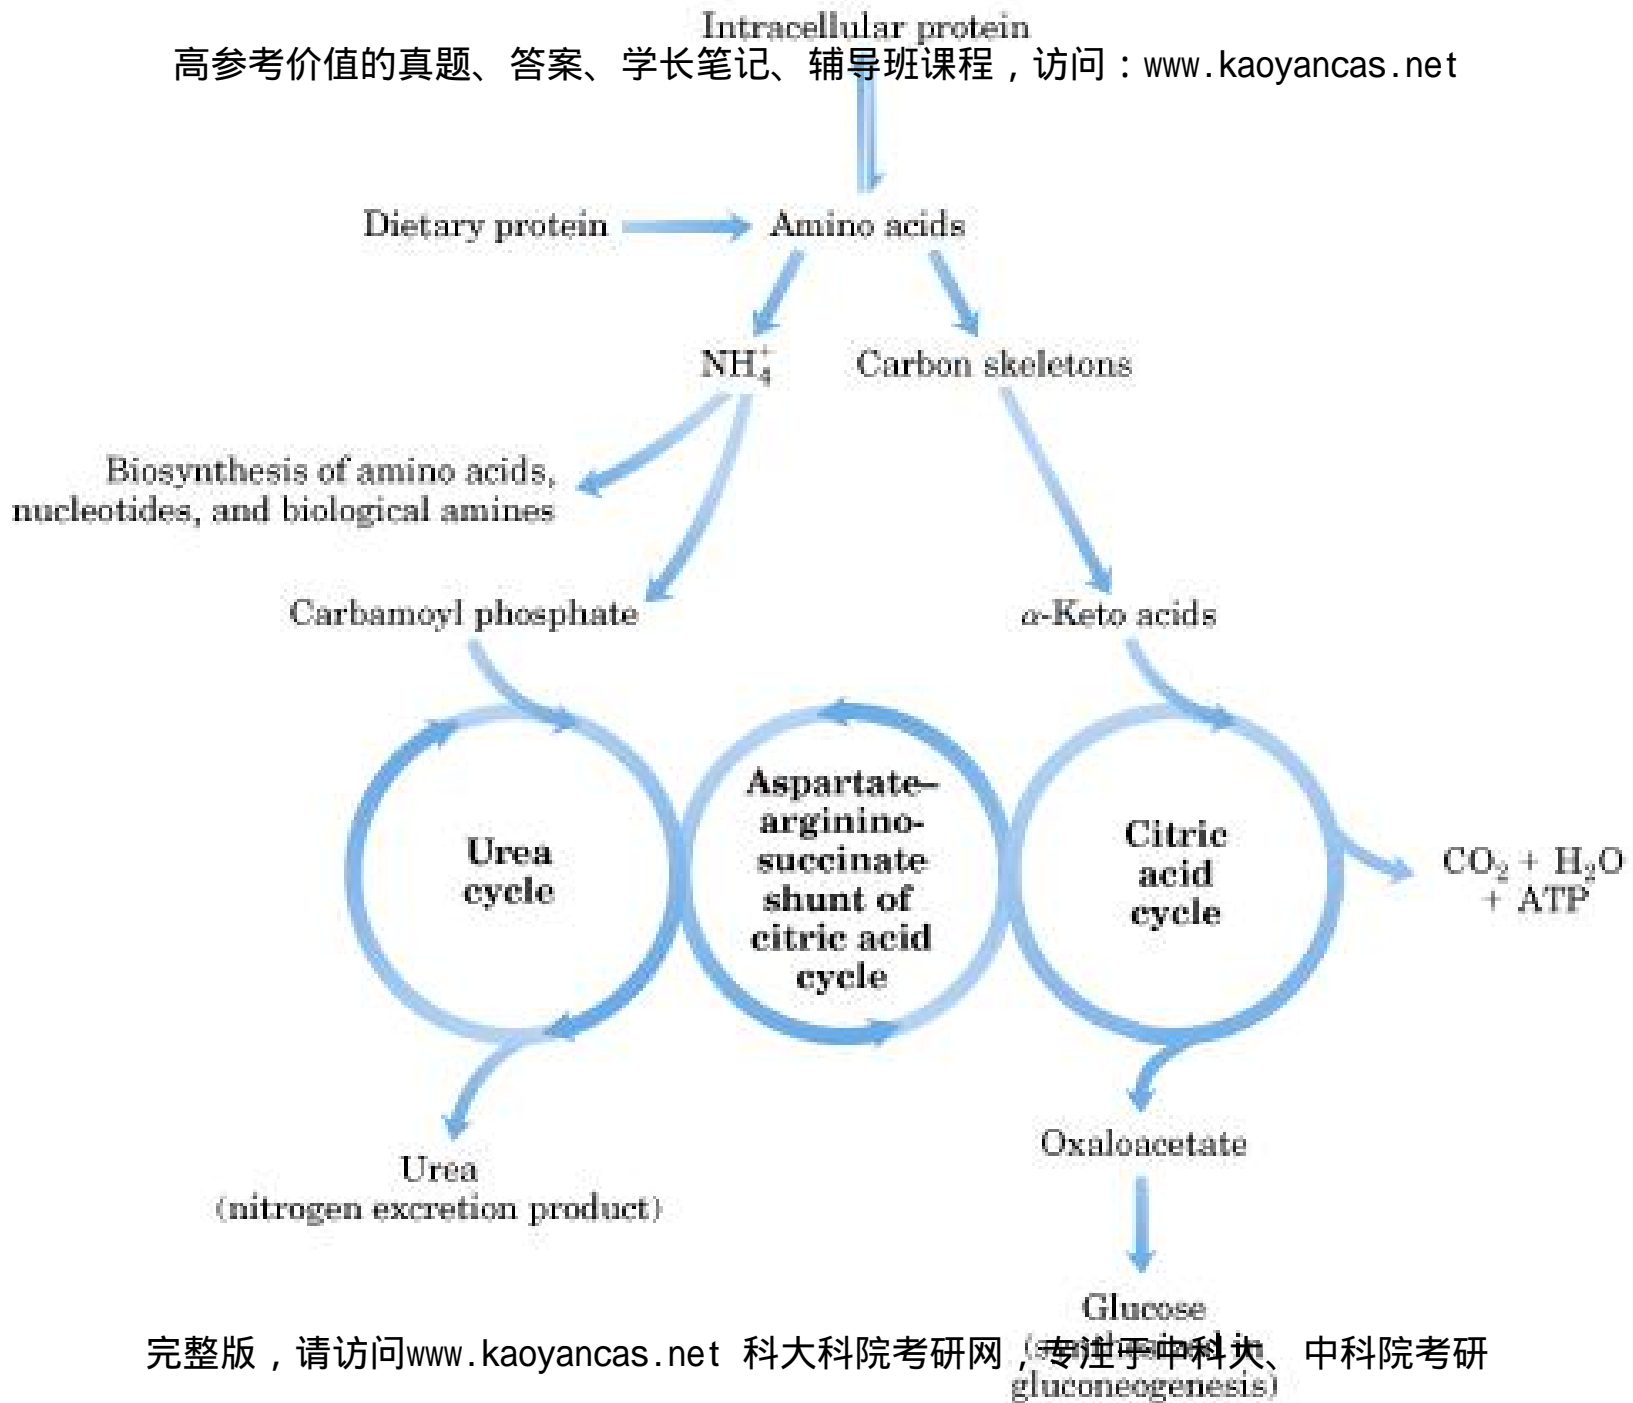 Intracellular protein
高参考价值的真题、答案、学长笔记、辅导班课程，访问：www.kaoyancas.net
Dietary protein
Amino acids
NH₄⁺
Carbon skeletons
Biosynthesis of amino acids,
nucleotides, and biological amines
Carbamoyl phosphate
α-Keto acids
Urea
cycle
Aspartate–
arginino-
succinate
shunt of
citric acid
cycle
Citric
acid
cycle
CO₂ + H₂O
+ ATP
Urea
(nitrogen excretion product)
Oxaloacetate
Glucose
(synthesized in
gluconeogenesis)
完整版，请访问www.kaoyancas.net 科大科院考研网，专注于中科大、中科院考研